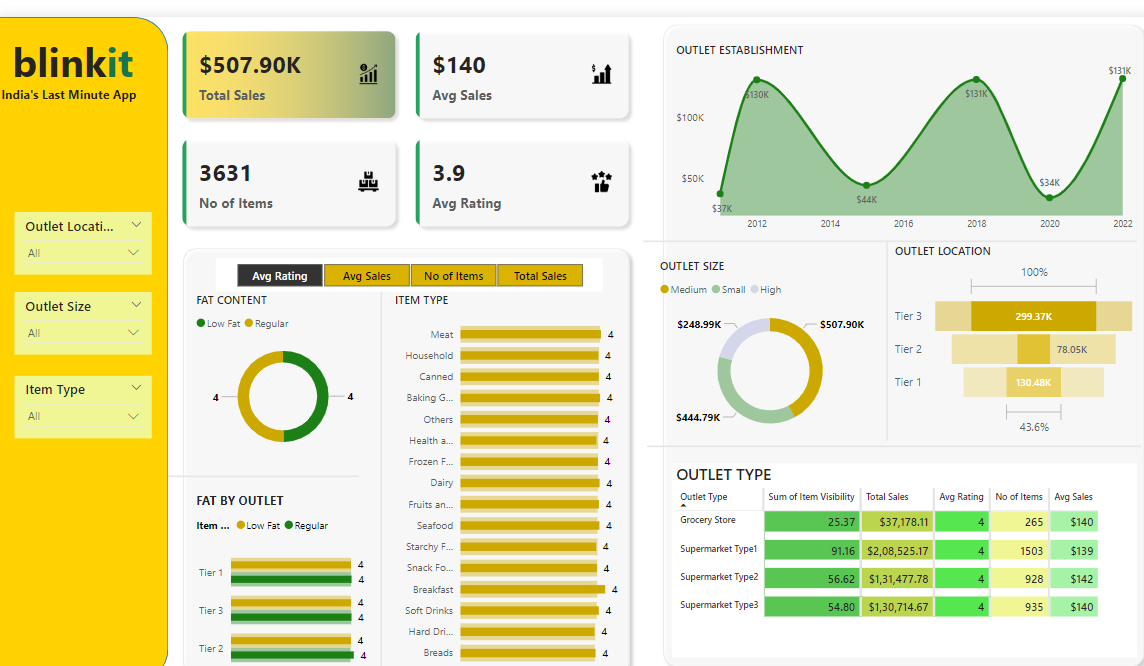 blinkit
India's Last Minute App
Outlet Locati...
All
Outlet Size
All
Item Type
All
$507.90K
Total Sales
$140
Avg Sales
3631
No of Items
3.9
Avg Rating
Avg Rating
Avg Sales
No of Items
Total Sales
FAT CONTENT
Low Fat
Regular
4
4
FAT BY OUTLET
Item ...
Low Fat
Regular
Tier 1
4
4
Tier 3
4
4
Tier 2
4
4
ITEM TYPE
Meat 4
Household 4
Canned 4
Baking G... 4
Others 4
Health a... 4
Frozen F... 4
Dairy 4
Fruits an... 4
Seafood 4
Starchy F... 4
Snack Fo... 4
Breakfast 4
Soft Drinks 4
Hard Dri... 4
Breads 4
OUTLET ESTABLISHMENT
$100K
$50K
$37K
$130K
$44K
$131K
$34K
$131K
2012 2014 2016 2018 2020 2022
OUTLET SIZE
Medium Small High
$248.99K
$507.90K
$444.79K
OUTLET LOCATION
100%
Tier 3 299.37K
Tier 2 78.05K
Tier 1 130.48K
43.6%
OUTLET TYPE
Outlet Type Sum of Item Visibility Total Sales Avg Rating No of Items Avg Sales
Grocery Store 25.37 $37,178.11 4 265 $140
Supermarket Type1 91.16 $2,08,525.17 4 1503 $139
Supermarket Type2 56.62 $1,31,477.78 4 928 $142
Supermarket Type3 54.80 $1,30,714.67 4 935 $140